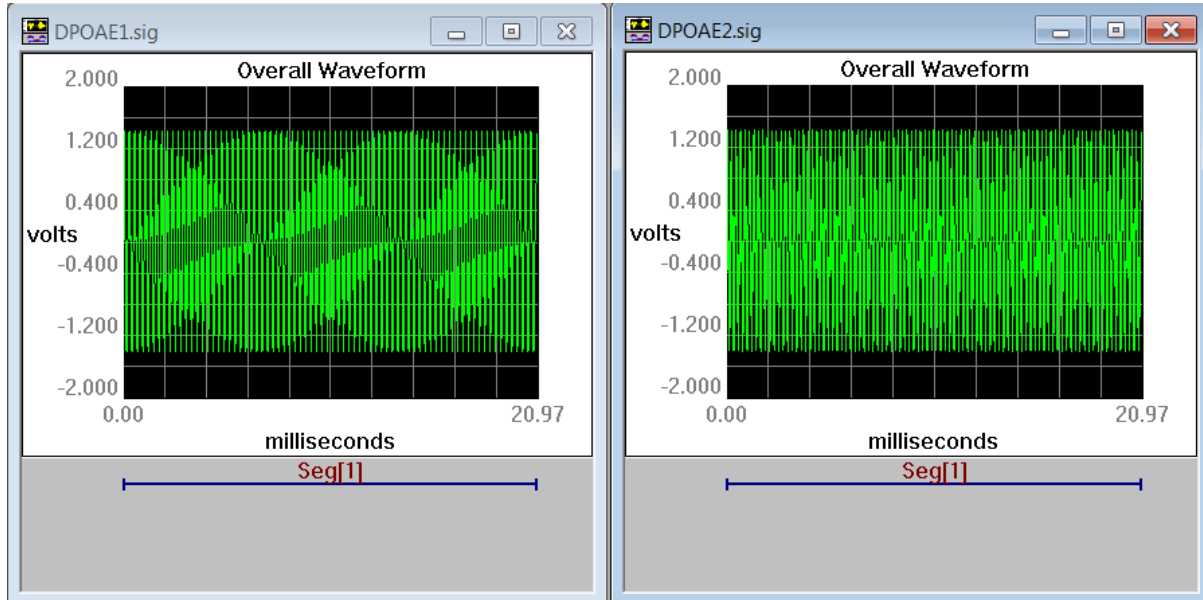 DPOAE1.sig
Overall Waveform
2.000
1.200
0.400
volts
-0.400
-1.200
-2.000
0.00 20.97
milliseconds
Seg[1]
DPOAE2.sig
Overall Waveform
2.000
1.200
0.400
volts
-0.400
-1.200
-2.000
0.00 20.97
milliseconds
Seg[1]